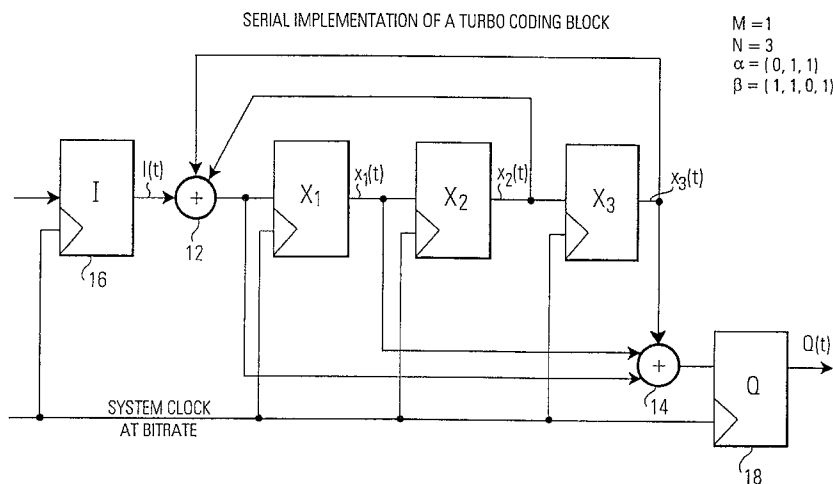 SERIAL IMPLEMENTATION OF A TURBO CODING BLOCK
M = 1
N = 3
α = ( 0, 1, 1 )
β = ( 1, 1, 0, 1 )
I(t)
x₁(t)
x₂(t)
x₃(t)
I
+
X₁
X₂
X₃
12
16
+
Q(t)
14
Q
SYSTEM CLOCK
AT BITRATE
18